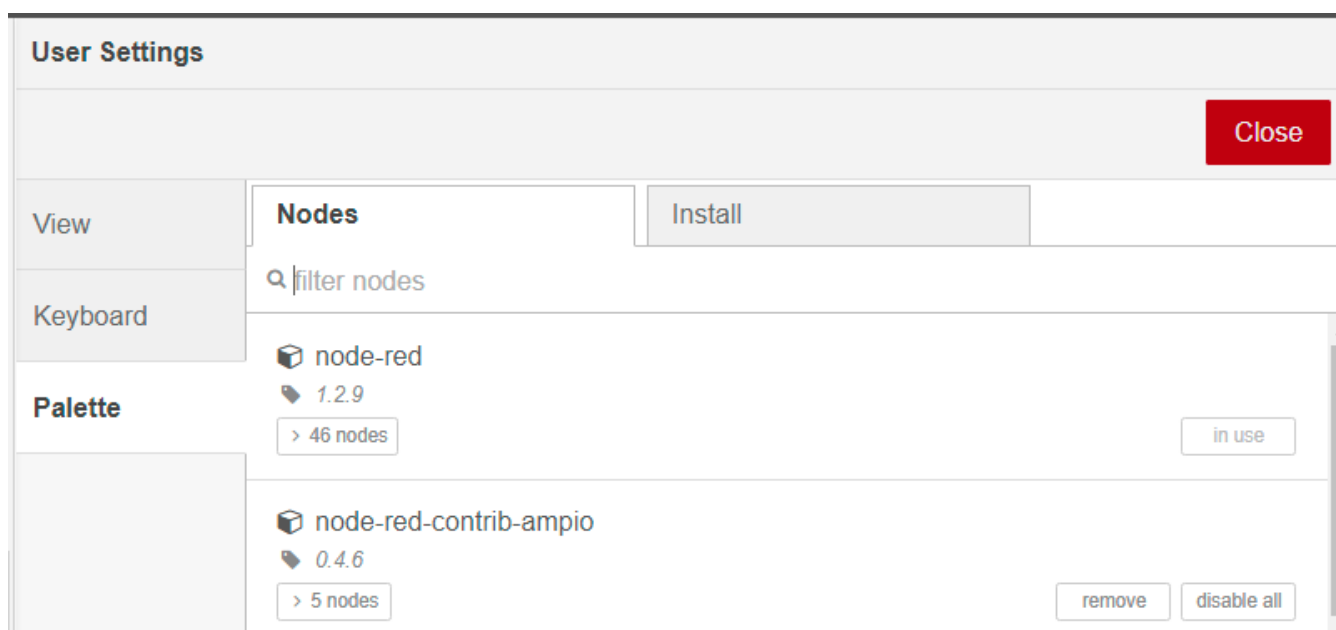 User Settings
Close
View
Keyboard
Palette
Nodes
Install
filter nodes
node-red
1.2.9
> 46 nodes
in use
node-red-contrib-ampio
0.4.6
> 5 nodes
remove
disable all